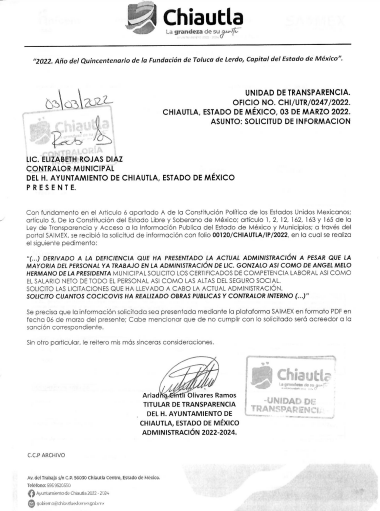 Chiautla
La grandeza de su gente
"2022. Año del Quincentenario de la Fundación de Toluca de Lerdo, Capital del Estado de México".
UNIDAD DE TRANSPARENCIA.
OFICIO NO. CHI/UTR/0247/2022.
CHIAUTLA, ESTADO DE MÉXICO, 03 DE MARZO 2022.
ASUNTO: SOLICITUD DE INFORMACION
03/03/2022
Chiautla
CONTRALORÍA
LIC. ELIZABETH ROJAS DIAZ
CONTRALOR MUNICIPAL
DEL H. AYUNTAMIENTO DE CHIAUTLA, ESTADO DE MÉXICO
P R E S E N T E.
Con fundamento en el Artículo 6 apartado A de la Constitución Política de los Estados Unidos Mexicanos;
artículo 5, De la Constitución del Estado Libre y Soberano de México; artículo 1, 2, 12, 162, 163 y 165 de la
Ley de Transparencia y Acceso a la Información Publica del Estado de México y Municipios; a través del
portal SAIMEX, se recibió la solicitud de información con folio 00120/CHIAUTLA/IP/2022, en la cual se realiza
el siguiente pedimento:
"(...) DERIVADO A LA DEFICIENCA QUE HA PRESENTADO LA ACTUAL ADMINISTRACIÓN A PESAR QUE LA
MAYORIA DEL PERSONAL YA TRABAJO EN LA ADMINISTRACIÓN DE LIC. GONZALO ASI COMO DE ANGEL MELO
HERMANO DE LA PRESIDENTA MUNICIPAL SOLICITO LOS CERTIFICADOS DE COMPETENCIA LABORAL ASI COMO
EL SALARIO NETO DE TODO EL PERSONAL ASI COMO LAS ALTAS DEL SEGURO SOCIAL.
SOLICITO LAS LICITACIONES QUE HA LLEVADO A CABO LA ACTUAL ADMINISTRACIÓN.
SOLICITO CUANTOS COCICOVIS HA REALIZADO OBRAS PUBLICAS Y CONTRALOR INTERNO (...)"
Se precisa que la información solicitada sea presentada mediante la plataforma SAIMEX en formato PDF en
fecha 06 de marzo del presente; Cabe mencionar que de no cumplir con lo solicitado será acreedor a la
sanción correspondiente.
Sin otro particular, le reitero mis más sinceras consideraciones.
Chiautla
La grandeza de su gente
-UNIDAD DE
TRANSPARENCIA
Ariadna Cintli Olivares Ramos
TITULAR DE TRANSPARENCIA
DEL H. AYUNTAMIENTO DE
CHIAUTLA, ESTADO DE MÉXICO
ADMINISTRACIÓN 2022-2024.
C.C.P ARCHIVO
Av. del Trabajo s/n C.P. 56030 Chiautla Centro, Estado de México.
Ayuntamiento de Chiautla 2022 - 2024